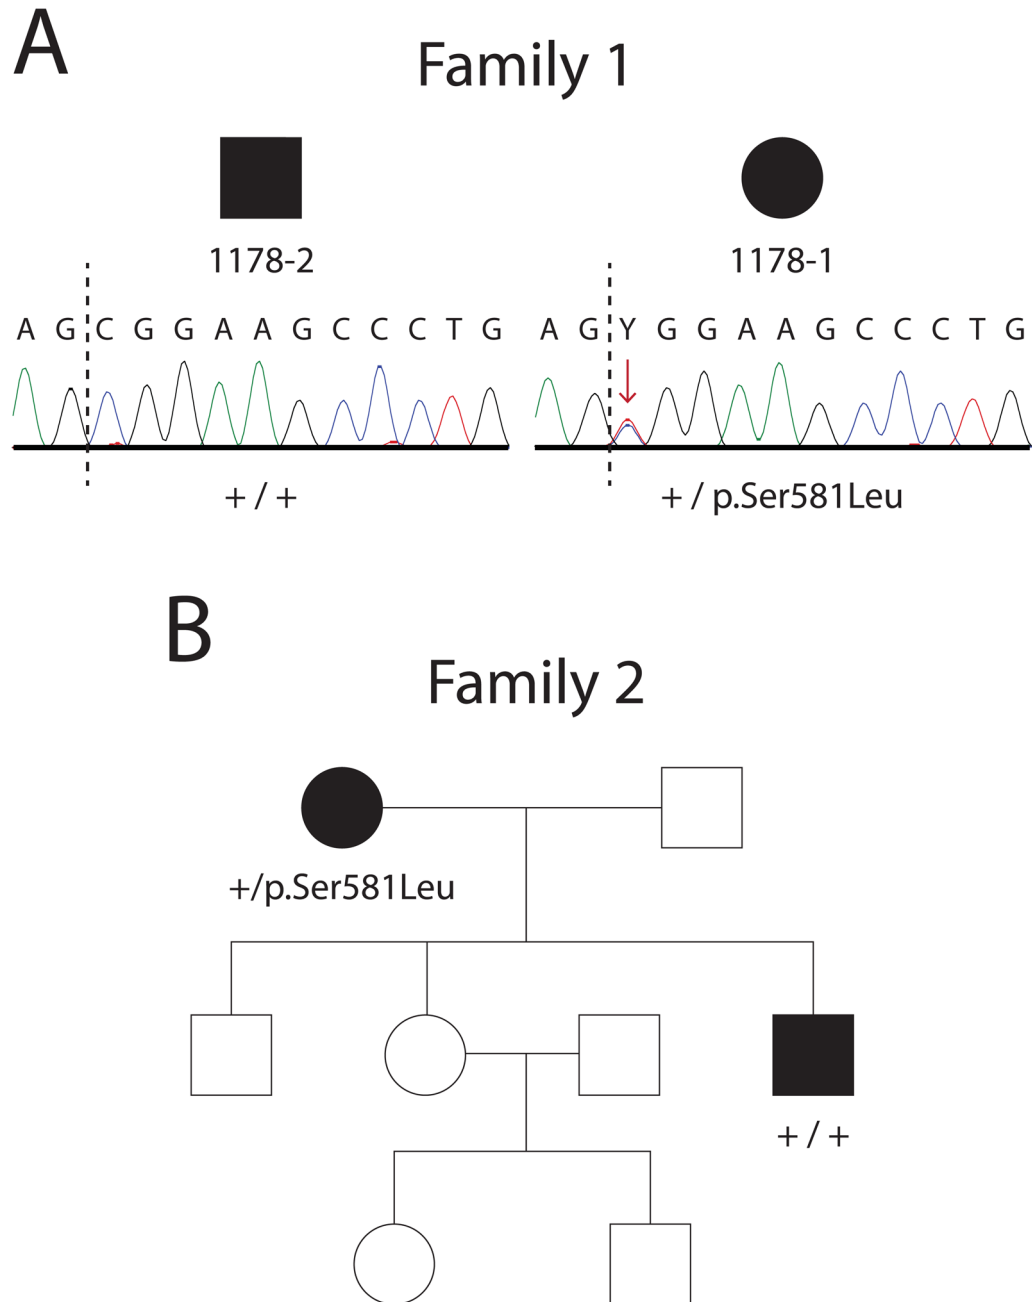 A
Family 1
1178-2 1178-1
A G C G G A A G C C C T G A G Y G G A A G C C C T G
+ / + + / p.Ser581Leu
B
Family 2
+/p.Ser581Leu
+ / +